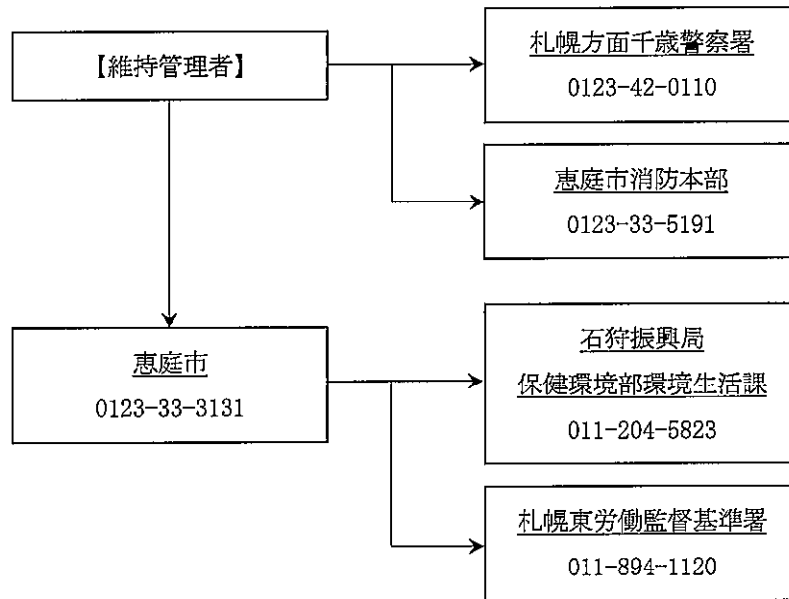 【維持管理者】
札幌方面千歳警察署
0123-42-0110
恵庭市消防本部
0123-33-5191
恵庭市
0123-33-3131
石狩振興局
保健環境部環境生活課
011-204-5823
札幌東労働監督基準署
011-894-1120